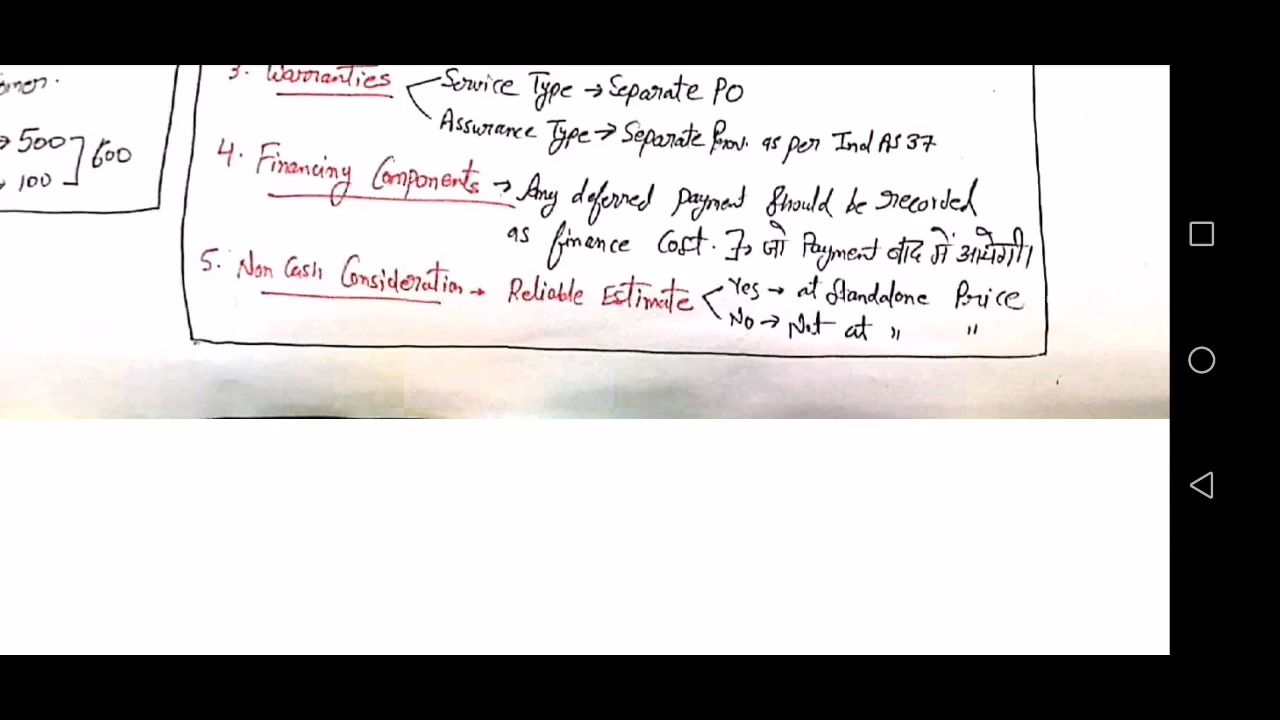 3. Warranties
Service Type → Separate PO
Assurance Type → Separate Prov. as per Ind AS 37
→ 500
→ 100
600
4. Financing Components → Any deferred payment should be recorded
as finance Cost. जो Payment बाद में आयेगी।
5. Non Cash Consideration → Reliable Estimate
Yes → at Standalone Price
No → Not at " "